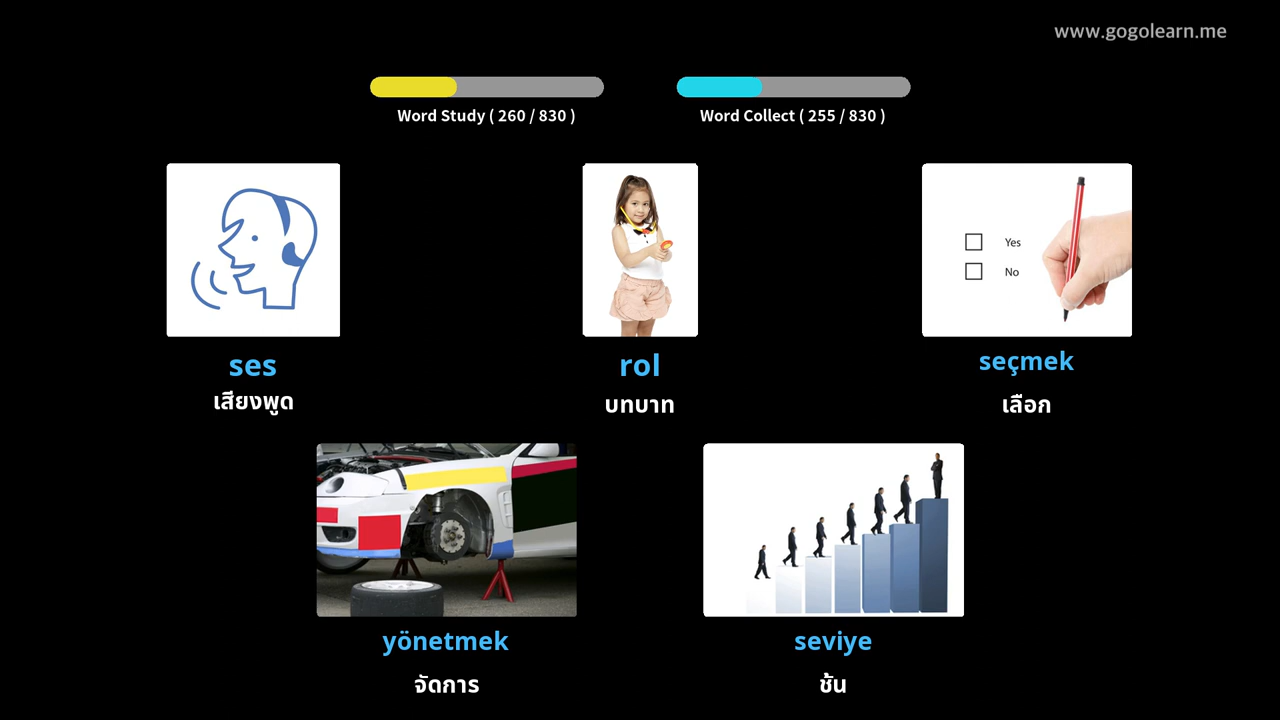 www.gogolearn.me
Word Study ( 260 / 830 )
Word Collect ( 255 / 830 )
Yes
No
ses
rol
seçmek
เสียงพูด
บทบาท
เลือก
yönetmek
seviye
จัดการ
ชั้น